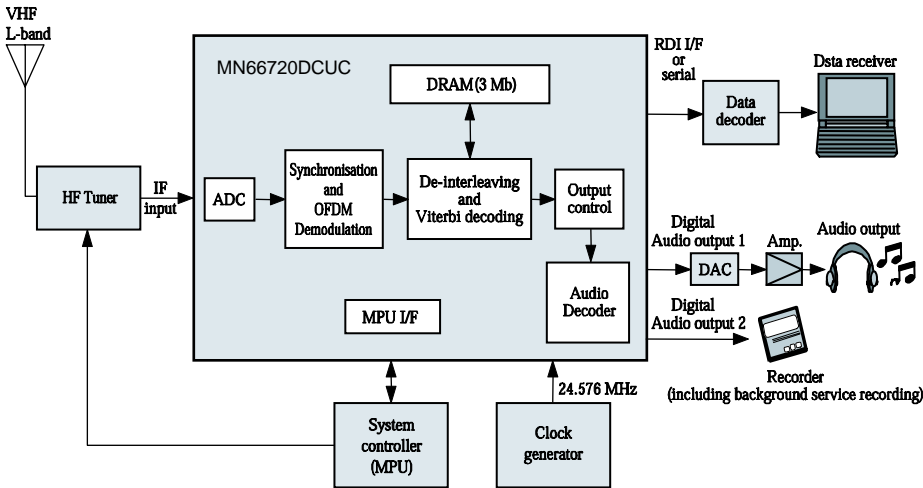 VHF
L-band
HF Tuner
IF
input
MN66720DCUC
DRAM (3 Mb)
ADC
Synchronisation
and
OFDM
Demodulation
De-interleaving
and
Viterbi decoding
Output
control
Audio
Decoder
MPU I/F
RDI I/F
or
serial
Data
decoder
Dsta receiver
Digital
Audio output 1
DAC
Amp.
Audio output
Digital
Audio output 2
Recorder
(including background service recording)
System
controller
(MPU)
24.576 MHz
Clock
generator